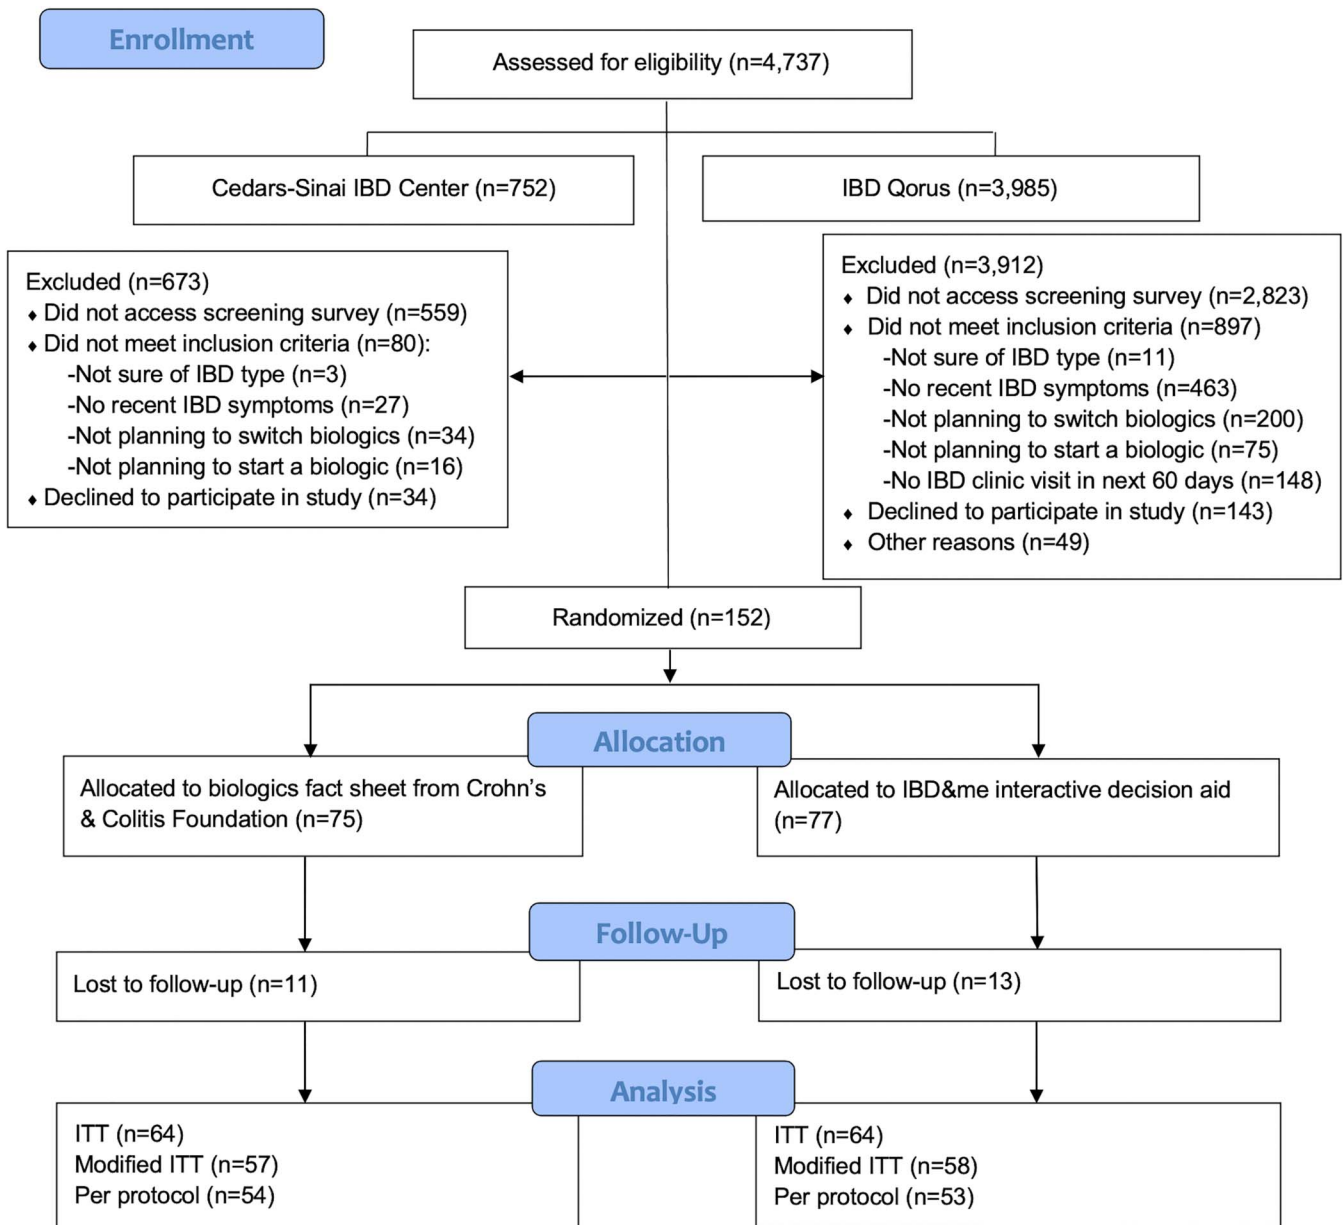 Enrollment
Assessed for eligibility (n=4,737)
Cedars-Sinai IBD Center (n=752)
IBD Qorus (n=3,985)
Excluded (n=673)
⬧ Did not access screening survey (n=559)
⬧ Did not meet inclusion criteria (n=80):
-Not sure of IBD type (n=3)
-No recent IBD symptoms (n=27)
-Not planning to switch biologics (n=34)
-Not planning to start a biologic (n=16)
⬧ Declined to participate in study (n=34)
Excluded (n=3,912)
⬧ Did not access screening survey (n=2,823)
⬧ Did not meet inclusion criteria (n=897)
-Not sure of IBD type (n=11)
-No recent IBD symptoms (n=463)
-Not planning to switch biologics (n=200)
-Not planning to start a biologic (n=75)
-No IBD clinic visit in next 60 days (n=148)
⬧ Declined to participate in study (n=143)
⬧ Other reasons (n=49)
Randomized (n=152)
Allocation
Allocated to biologics fact sheet from Crohn's
& Colitis Foundation (n=75)
Allocated to IBD&me interactive decision aid
(n=77)
Follow-Up
Lost to follow-up (n=11)
Lost to follow-up (n=13)
Analysis
ITT (n=64)
Modified ITT (n=57)
Per protocol (n=54)
ITT (n=64)
Modified ITT (n=58)
Per protocol (n=53)